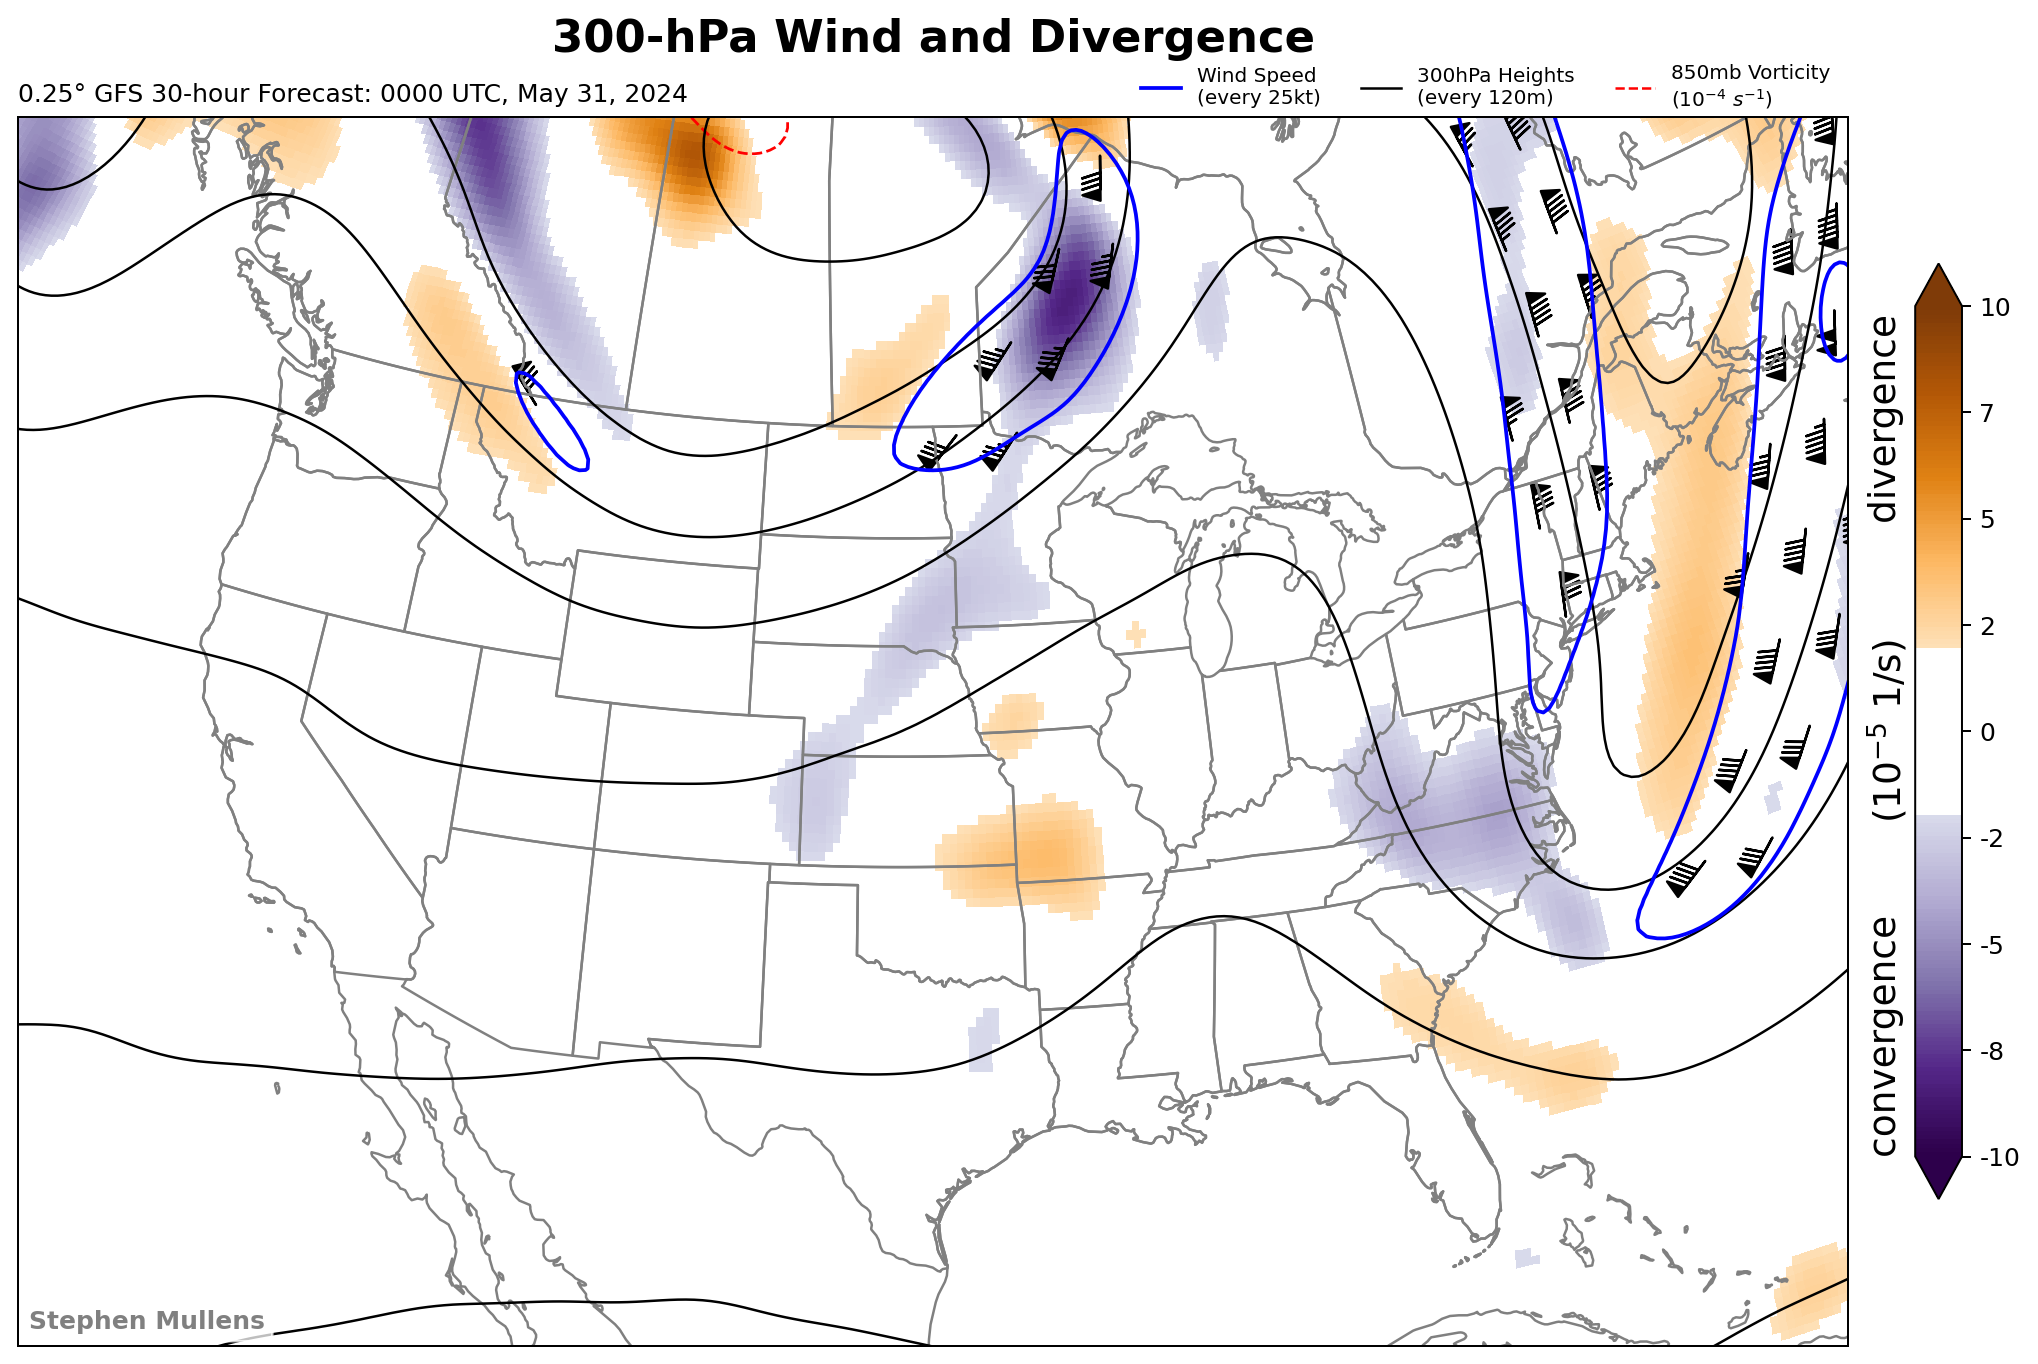 300-hPa Wind and Divergence
0.25° GFS 30-hour Forecast: 0000 UTC, May 31, 2024
Wind Speed
(every 25kt)
300hPa Heights
(every 120m)
850mb Vorticity
(10⁻⁴ s⁻¹)
10
7
5
2
0
-2
-5
-8
-10
convergence (10⁻⁵ 1/s) divergence
Stephen Mullens